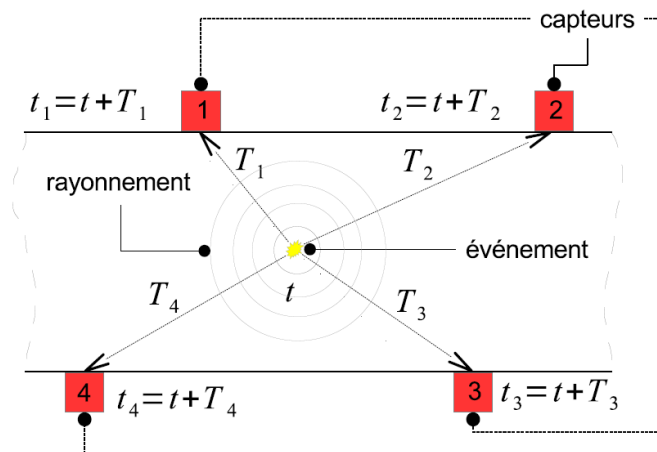 capteurs
t₁=t+T₁
1
t₂=t+T₂
2
T₁
T₂
rayonnement
événement
t
T₄
T₃
4
t₄=t+T₄
3
t₃=t+T₃